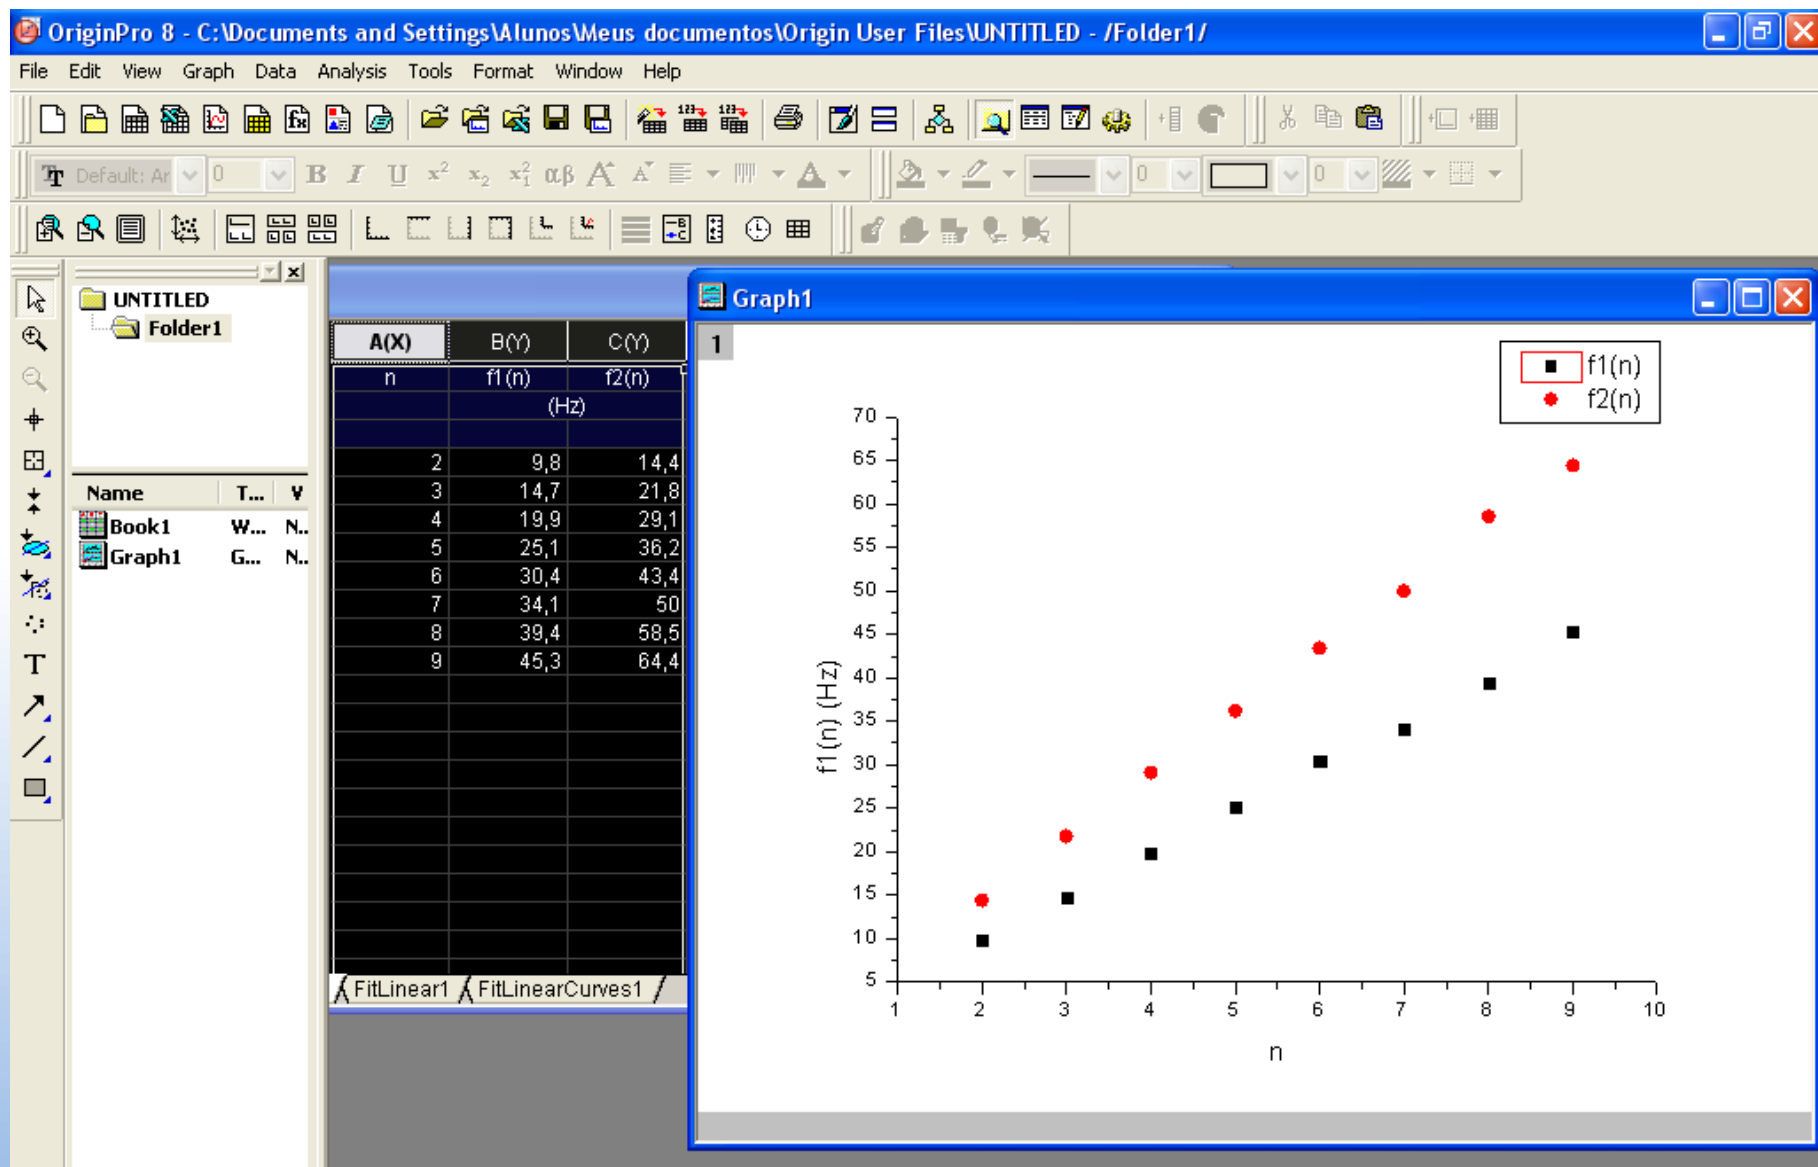 OriginPro 8 - C:\Documents and Settings\Alunos\Meus documentos\Origin User Files\UNTITLED - /Folder1/
File Edit View Graph Data Analysis Tools Format Window Help
Default: Ar 0 B I U x² x₂ αβ A A A 0 0
UNTITLED
Folder1
Name T... V
Book1 W... N..
Graph1 G... N..
A(X) B(Y) C(Y)
n f1(n) f2(n)
(Hz)
2 9,8 14,4
3 14,7 21,8
4 19,9 29,1
5 25,1 36,2
6 30,4 43,4
7 34,1 50
8 39,4 58,5
9 45,3 64,4
FitLinear1 FitLinearCurves1
Graph1
1
f1(n)
f2(n)
70
65
60
55
50
45
40
35
30
25
20
15
10
5
f1(n) (Hz)
1 2 3 4 5 6 7 8 9 10
n